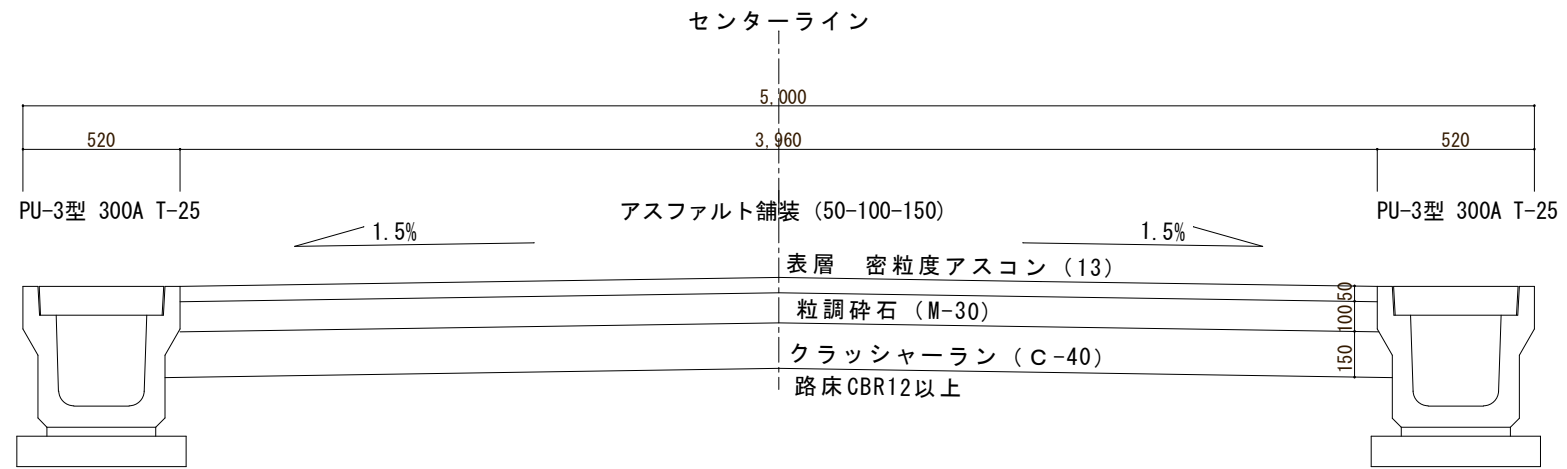 センターライン
5,000
520
3,960
520
PU-3型 300A T-25
アスファルト舗装 (50-100-150)
PU-3型 300A T-25
1.5%
1.5%
表層 密粒度アスコン (13)
50
粒調砕石 (M-30)
100
クラッシャーラン (C-40)
150
路床CBR12以上